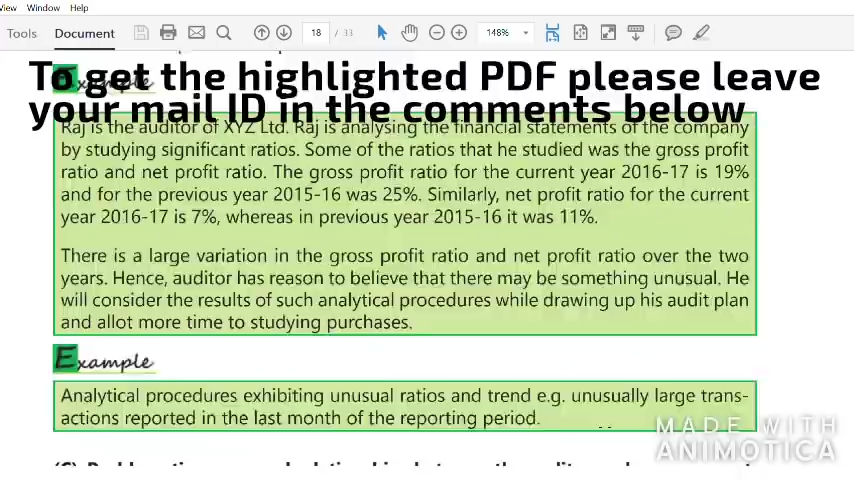 View Window Help
Tools Document 18 / 33 148%
Example
To get the highlighted PDF please leave
your mail ID in the comments below
Raj is the auditor of XYZ Ltd. Raj is analysing the financial statements of the company
by studying significant ratios. Some of the ratios that he studied was the gross profit
ratio and net profit ratio. The gross profit ratio for the current year 2016-17 is 19%
and for the previous year 2015-16 was 25%. Similarly, net profit ratio for the current
year 2016-17 is 7%, whereas in previous year 2015-16 it was 11%.
There is a large variation in the gross profit ratio and net profit ratio over the two
years. Hence, auditor has reason to believe that there may be something unusual. He
will consider the results of such analytical procedures while drawing up his audit plan
and allot more time to studying purchases.
Example
Analytical procedures exhibiting unusual ratios and trend e.g. unusually large trans-
actions reported in the last month of the reporting period.
MADE WITH
ANIMOTICA